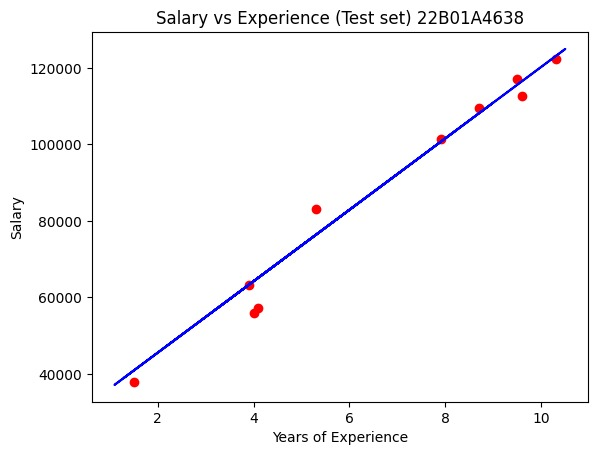 Salary vs Experience (Test set) 22B01A4638
120000
100000
80000
60000
40000
Salary
2 4 6 8 10
Years of Experience